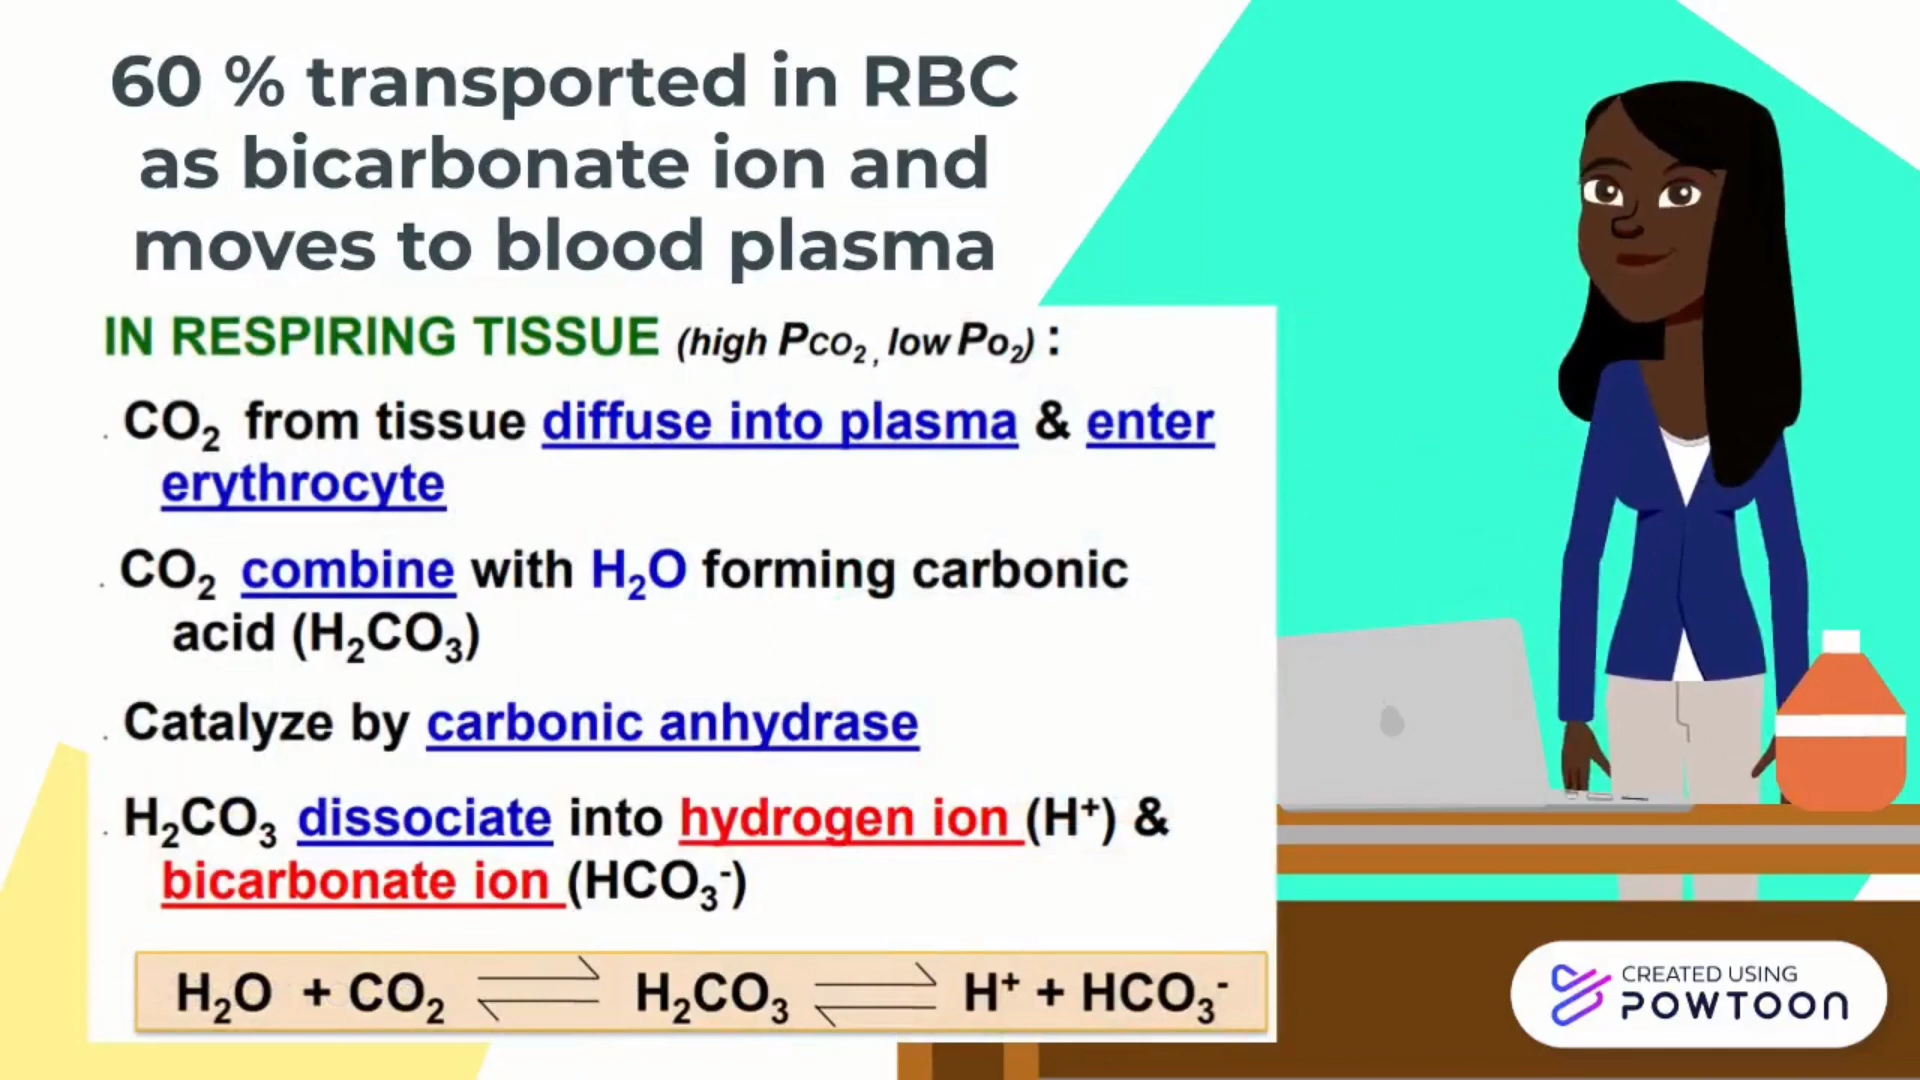 60 % transported in RBC
as bicarbonate ion and
moves to blood plasma
IN RESPIRING TISSUE (high PCO₂, low PO₂) :
. CO₂ from tissue diffuse into plasma & enter
erythrocyte
. CO₂ combine with H₂O forming carbonic
acid (H₂CO₃)
. Catalyze by carbonic anhydrase
. H₂CO₃ dissociate into hydrogen ion (H⁺) &
bicarbonate ion (HCO₃⁻)
H₂O + CO₂ ⇌ H₂CO₃ ⇌ H⁺ + HCO₃⁻
CREATED USING
POWTOON